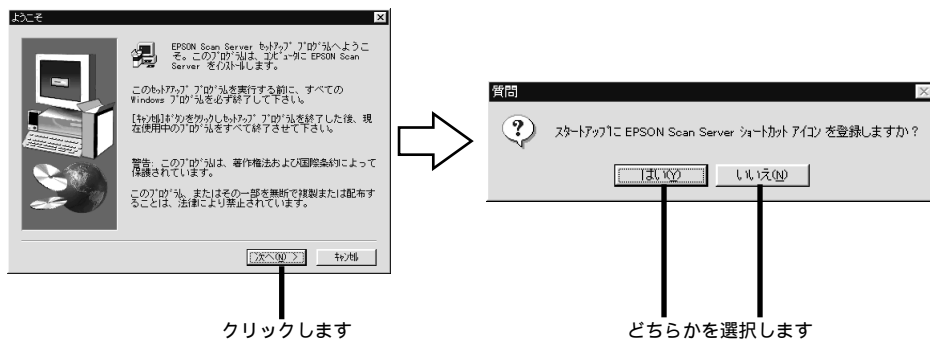 ようこそ
EPSON Scan Server ｾｯﾄｱｯﾌﾟ ﾌﾟﾛｸﾞﾗﾑへようこ
そ。このﾌﾟﾛｸﾞﾗﾑは、ｺﾝﾋﾟｭｰﾀに EPSON Scan
Server をｲﾝｽﾄｰﾙします。
このｾｯﾄｱｯﾌﾟ ﾌﾟﾛｸﾞﾗﾑを実行する前に、すべての
Windows ﾌﾟﾛｸﾞﾗﾑを必ず終了して下さい。
[ｷｬﾝｾﾙ]ﾎﾞﾀﾝをｸﾘｯｸしｾｯﾄｱｯﾌﾟ ﾌﾟﾛｸﾞﾗﾑを終了した後、現
在使用中のﾌﾟﾛｸﾞﾗﾑをすべて終了させて下さい。
警告: このﾌﾟﾛｸﾞﾗﾑは、著作権法および国際条約によって
保護されています。
このﾌﾟﾛｸﾞﾗﾑ、またはその一部を無断で複製または配布す
ることは、法律により禁止されています。
次へ(N) >
ｷｬﾝｾﾙ
クリックします
質問
ｽﾀｰﾄｱｯﾌﾟに EPSON Scan Server ｼｮｰﾄｶｯﾄ ｱｲｺﾝ を登録しますか？
はい(Y)
いいえ(N)
どちらかを選択します